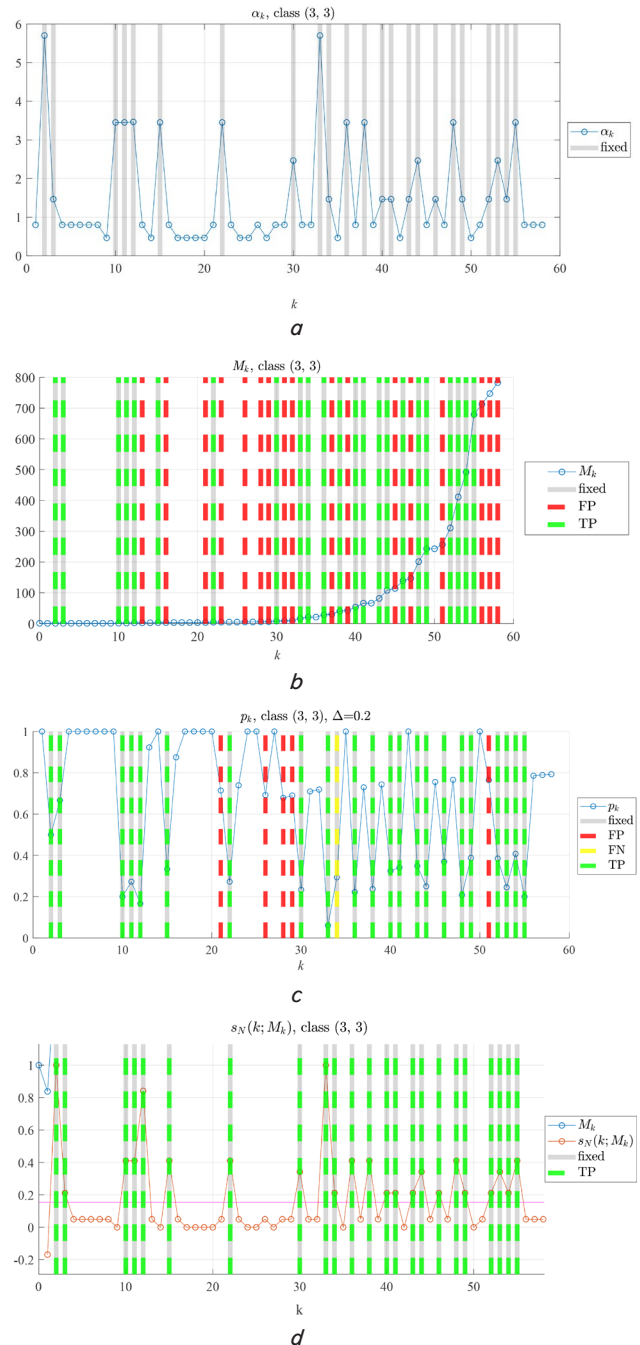 α_k, class (3, 3)
6
5
4
3
2
1
0
0 10 20 30 40 50 60
k
α_k
fixed
a
M_k, class (3, 3)
800
700
600
500
400
300
200
100
0
0 10 20 30 40 50 60
k
M_k
fixed
FP
TP
b
p_k, class (3, 3), Δ=0.2
1
0.8
0.6
0.4
0.2
0
0 10 20 30 40 50 60
k
p_k
fixed
FP
FN
TP
c
s_N(k; M_k), class (3, 3)
1
0.8
0.6
0.4
0.2
0
-0.2
0 10 20 30 40 50
k
M_k
s_N(k; M_k)
fixed
TP
d